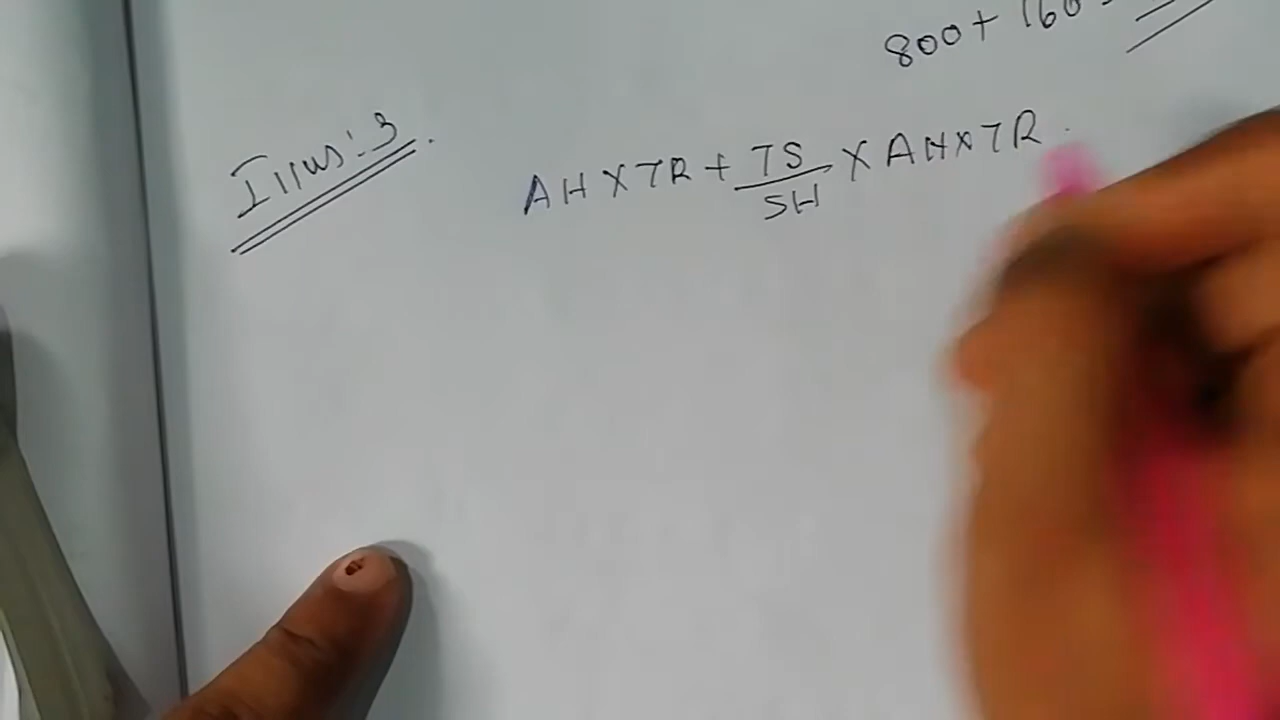 800 + 160
Illus: 3.
AH X TR + TS/SH X AH X TR.